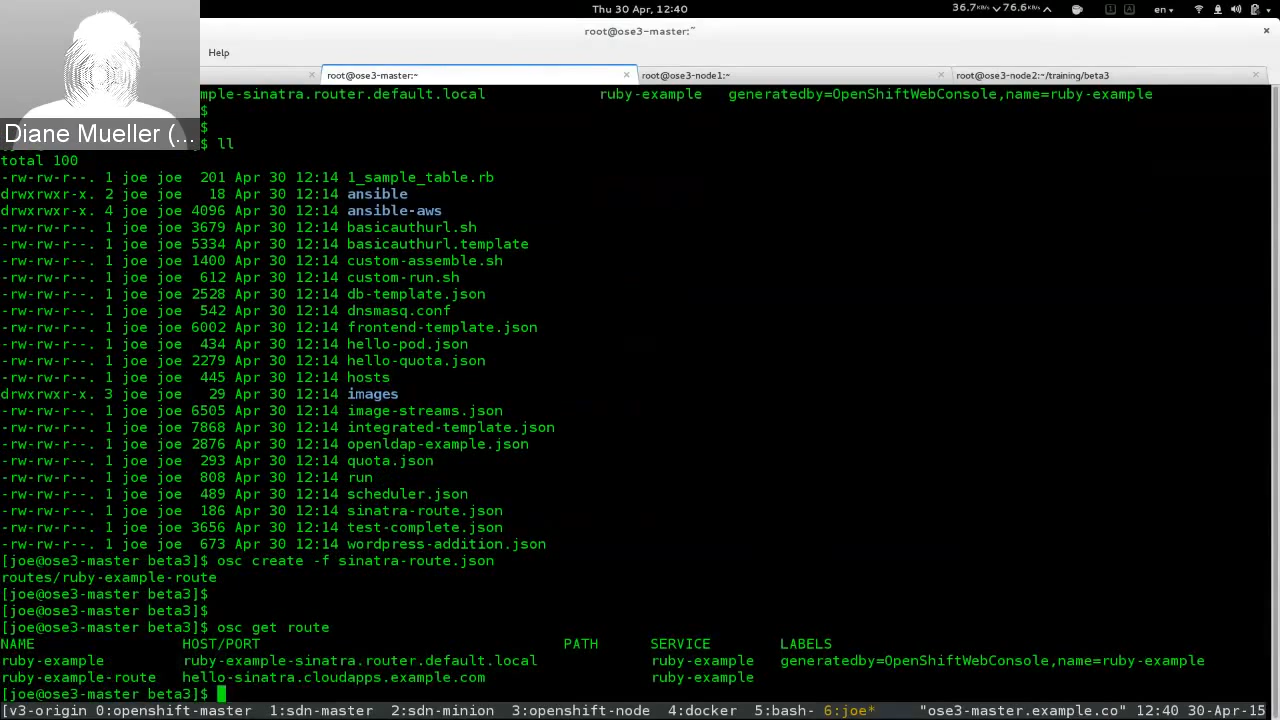 Thu 30 Apr, 12:40
36.7 KB/s 76.6 KB/s en
root@ose3-master:~
Help
root@ose3-master:~ root@ose3-node1:~ root@ose3-node2:~/training/beta3
mple-sinatra.router.default.local ruby-example generatedby=OpenShiftWebConsole,name=ruby-example
$
$
Diane Mueller (...
$ ll
total 100
-rw-rw-r--. 1 joe joe 201 Apr 30 12:14 1_sample_table.rb
drwxrwxr-x. 2 joe joe 18 Apr 30 12:14 ansible
drwxrwxr-x. 4 joe joe 4096 Apr 30 12:14 ansible-aws
-rw-rw-r--. 1 joe joe 3679 Apr 30 12:14 basicauthurl.sh
-rw-rw-r--. 1 joe joe 5334 Apr 30 12:14 basicauthurl.template
-rw-rw-r--. 1 joe joe 1400 Apr 30 12:14 custom-assemble.sh
-rw-rw-r--. 1 joe joe 612 Apr 30 12:14 custom-run.sh
-rw-rw-r--. 1 joe joe 2528 Apr 30 12:14 db-template.json
-rw-rw-r--. 1 joe joe 542 Apr 30 12:14 dnsmasq.conf
-rw-rw-r--. 1 joe joe 6002 Apr 30 12:14 frontend-template.json
-rw-rw-r--. 1 joe joe 434 Apr 30 12:14 hello-pod.json
-rw-rw-r--. 1 joe joe 2279 Apr 30 12:14 hello-quota.json
-rw-rw-r--. 1 joe joe 445 Apr 30 12:14 hosts
drwxrwxr-x. 3 joe joe 29 Apr 30 12:14 images
-rw-rw-r--. 1 joe joe 6505 Apr 30 12:14 image-streams.json
-rw-rw-r--. 1 joe joe 7868 Apr 30 12:14 integrated-template.json
-rw-rw-r--. 1 joe joe 2876 Apr 30 12:14 openldap-example.json
-rw-rw-r--. 1 joe joe 293 Apr 30 12:14 quota.json
-rw-rw-r--. 1 joe joe 808 Apr 30 12:14 run
-rw-rw-r--. 1 joe joe 489 Apr 30 12:14 scheduler.json
-rw-rw-r--. 1 joe joe 186 Apr 30 12:14 sinatra-route.json
-rw-rw-r--. 1 joe joe 3656 Apr 30 12:14 test-complete.json
-rw-rw-r--. 1 joe joe 673 Apr 30 12:14 wordpress-addition.json
[joe@ose3-master beta3]$ osc create -f sinatra-route.json
routes/ruby-example-route
[joe@ose3-master beta3]$
[joe@ose3-master beta3]$
[joe@ose3-master beta3]$ osc get route
NAME HOST/PORT PATH SERVICE LABELS
ruby-example ruby-example-sinatra.router.default.local ruby-example generatedby=OpenShiftWebConsole,name=ruby-example
ruby-example-route hello-sinatra.cloudapps.example.com ruby-example
[joe@ose3-master beta3]$
[v3-origin 0:openshift-master 1:sdn-master 2:sdn-minion 3:openshift-node 4:docker 5:bash- 6:joe* "ose3-master.example.co" 12:40 30-Apr-15